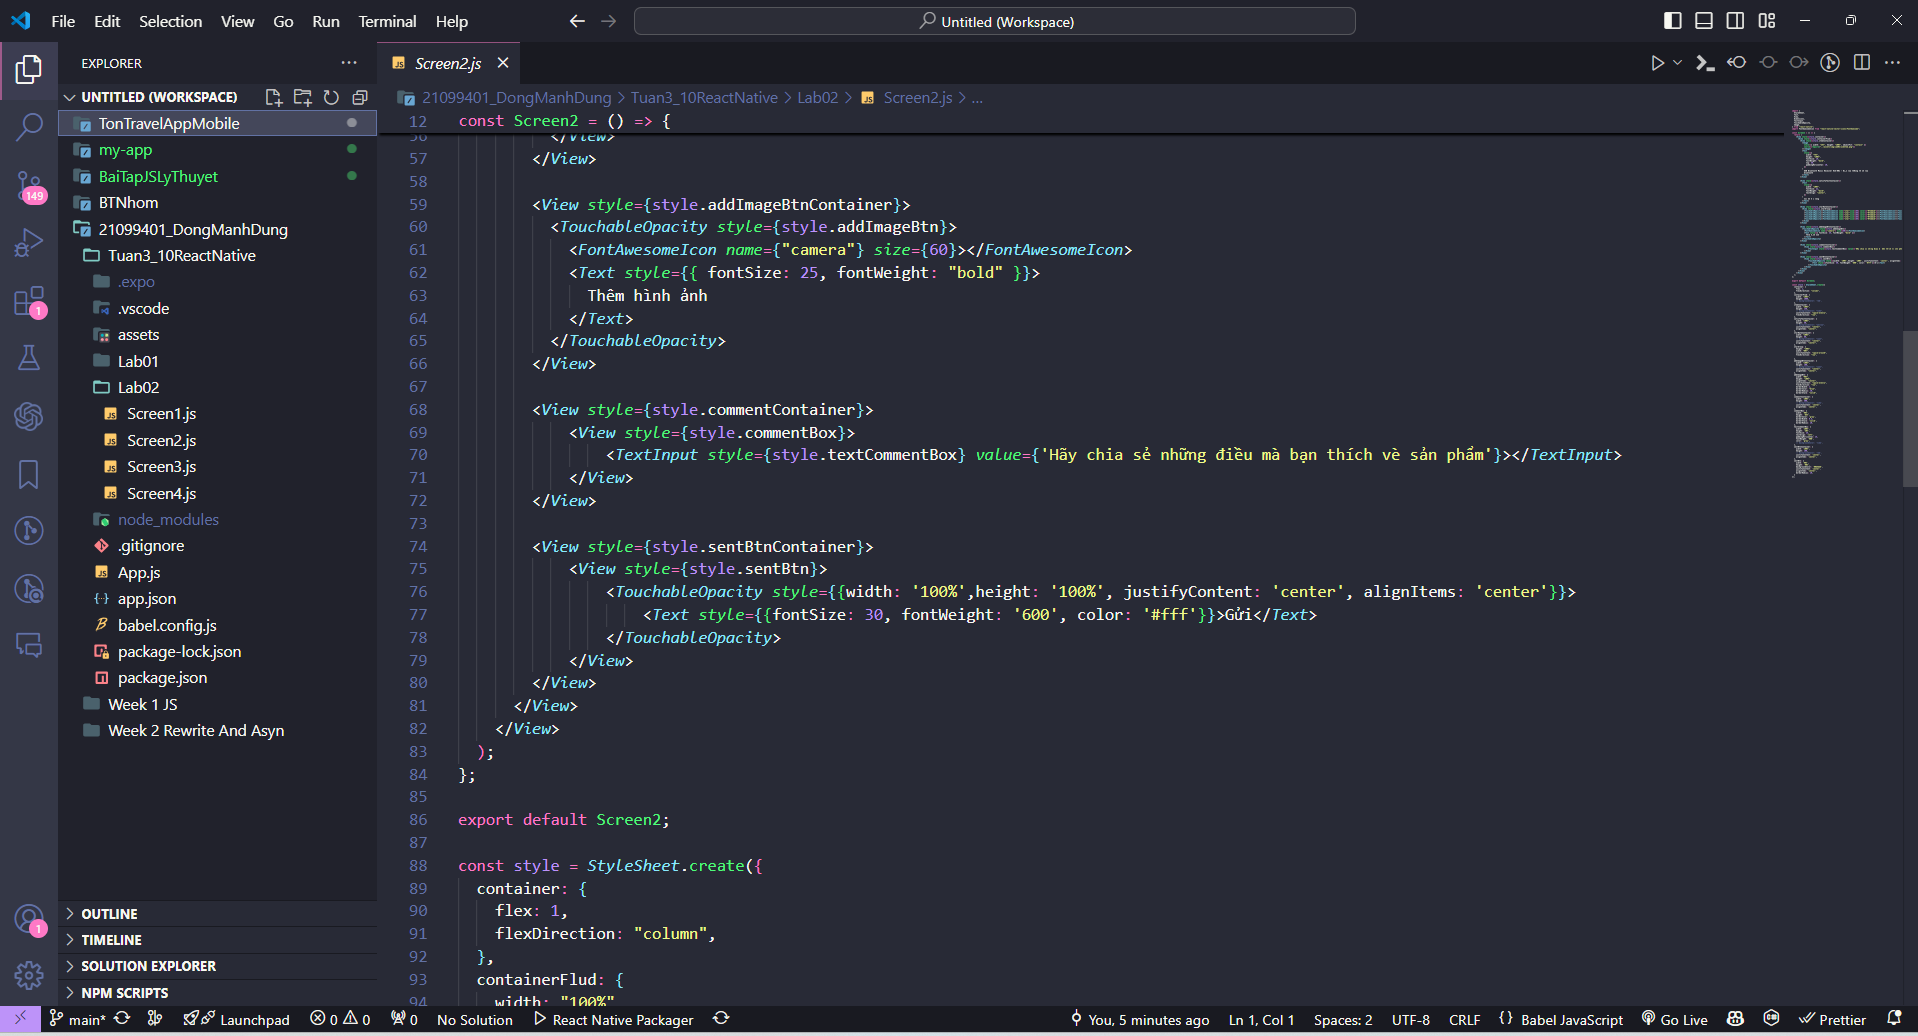 File Edit Selection View Go Run Terminal Help
Untitled (Workspace)
EXPLORER
Screen2.js
UNTITLED (WORKSPACE)
21099401_DongManhDung > Tuan3_10ReactNative > Lab02 > Screen2.js > ...
TonTravelAppMobile
my-app
BaiTapJSLyThuyet
BTNhom
21099401_DongManhDung
Tuan3_10ReactNative
.expo
.vscode
assets
Lab01
Lab02
Screen1.js
Screen2.js
Screen3.js
Screen4.js
node_modules
.gitignore
App.js
app.json
babel.config.js
package-lock.json
package.json
Week 1 JS
Week 2 Rewrite And Asyn
OUTLINE
TIMELINE
SOLUTION EXPLORER
NPM SCRIPTS
149
1
1
12 const Screen2 = () => {
56 </View>
57 </View>
58
59 <View style={style.addImageBtnContainer}>
60 <TouchableOpacity style={style.addImageBtn}>
61 <FontAwesomeIcon name={"camera"} size={60}></FontAwesomeIcon>
62 <Text style={{ fontSize: 25, fontWeight: "bold" }}>
63 Thêm hình ảnh
64 </Text>
65 </TouchableOpacity>
66 </View>
67
68 <View style={style.commentContainer}>
69 <View style={style.commentBox}>
70 <TextInput style={style.textCommentBox} value={'Hãy chia sẻ những điều mà bạn thích vè sản phẩm'}></TextInput>
71 </View>
72 </View>
73
74 <View style={style.sentBtnContainer}>
75 <View style={style.sentBtn}>
76 <TouchableOpacity style={{width: '100%',height: '100%', justifyContent: 'center', alignItems: 'center'}}>
77 <Text style={{fontSize: 30, fontWeight: '600', color: '#fff'}}>Gửi</Text>
78 </TouchableOpacity>
79 </View>
80 </View>
81 </View>
82 </View>
83 );
84 };
85
86 export default Screen2;
87
88 const style = StyleSheet.create({
89 container: {
90 flex: 1,
91 flexDirection: "column",
92 },
93 containerFlud: {
94 width: "100%"
main* Launchpad 0 0 0 No Solution React Native Packager You, 5 minutes ago Ln 1, Col 1 Spaces: 2 UTF-8 CRLF {} Babel JavaScript Go Live Prettier